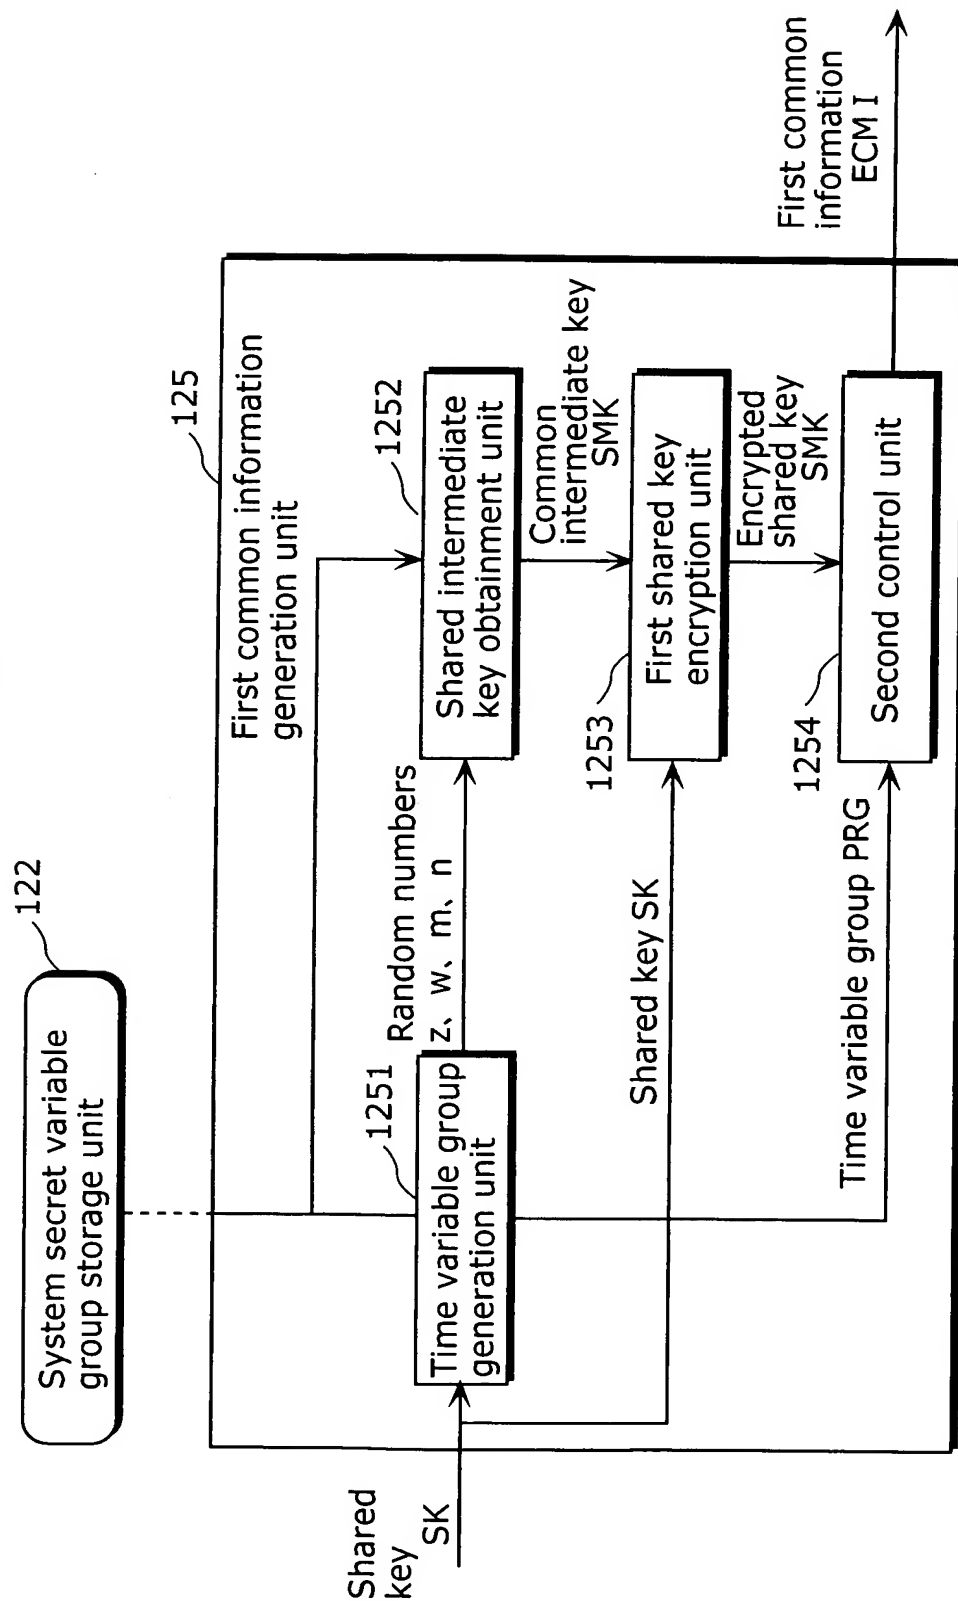 System secret variable
group storage unit
122
125
First common information
generation unit
Shared
key
SK
1251
Time variable group
generation unit
Random numbers
z、w、m、n
1252
Shared intermediate
key obtainment unit
Common
intermediate key
SMK
Shared key SK
1253
First shared key
encryption unit
Encrypted
shared key
SMK
Time variable group PRG
1254
Second control unit
First common
information
ECM I